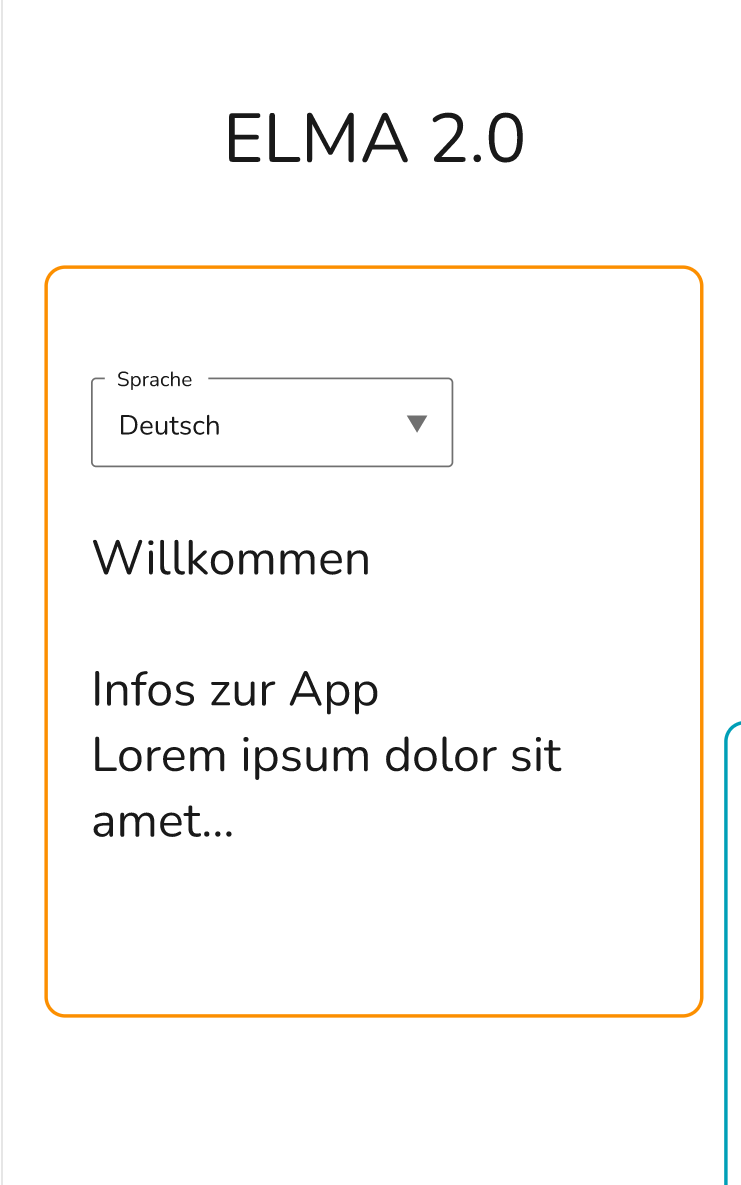 ELMA 2.0
Sprache
Deutsch
Willkommen
Infos zur App
Lorem ipsum dolor sit
amet...